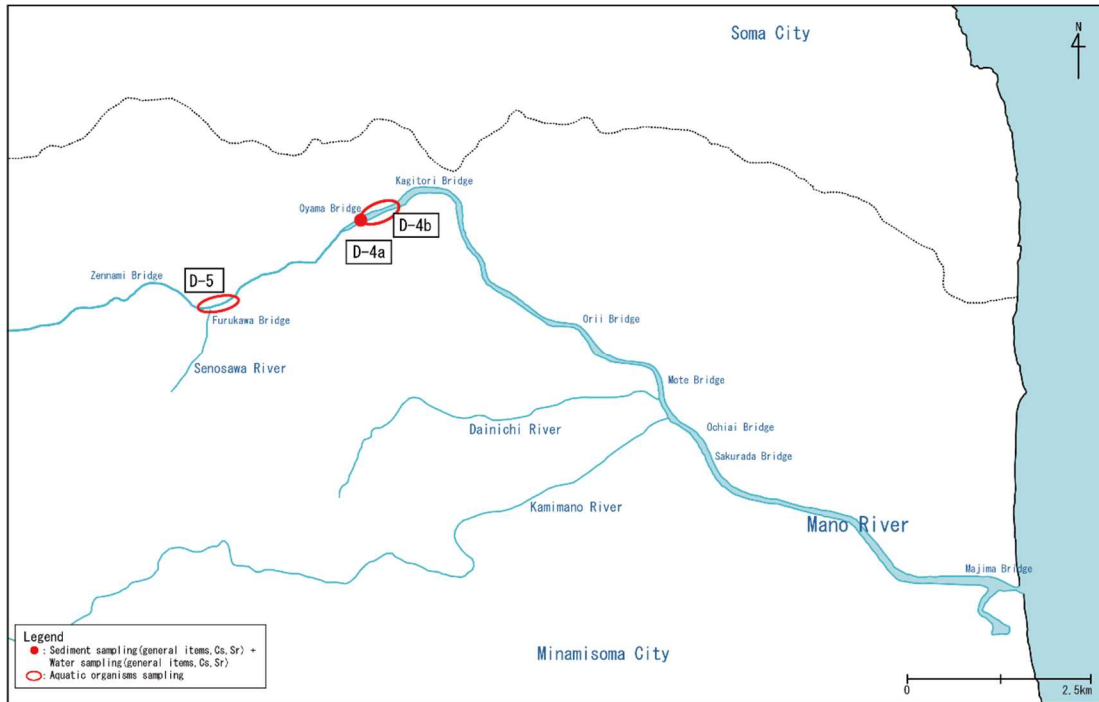 Soma City
N
Kagitori Bridge
Oyama Bridge
D-4b
D-4a
Zennami Bridge
D-5
Furukawa Bridge
Orii Bridge
Senosawa River
Mote Bridge
Dainichi River
Ochiai Bridge
Sakurada Bridge
Kamimano River
Mano River
Majima Bridge
Minamisoma City
Legend
: Sediment sampling(general items, Cs, Sr) +
Water sampling(general items, Cs, Sr)
: Aquatic organisms sampling
0
2.5km